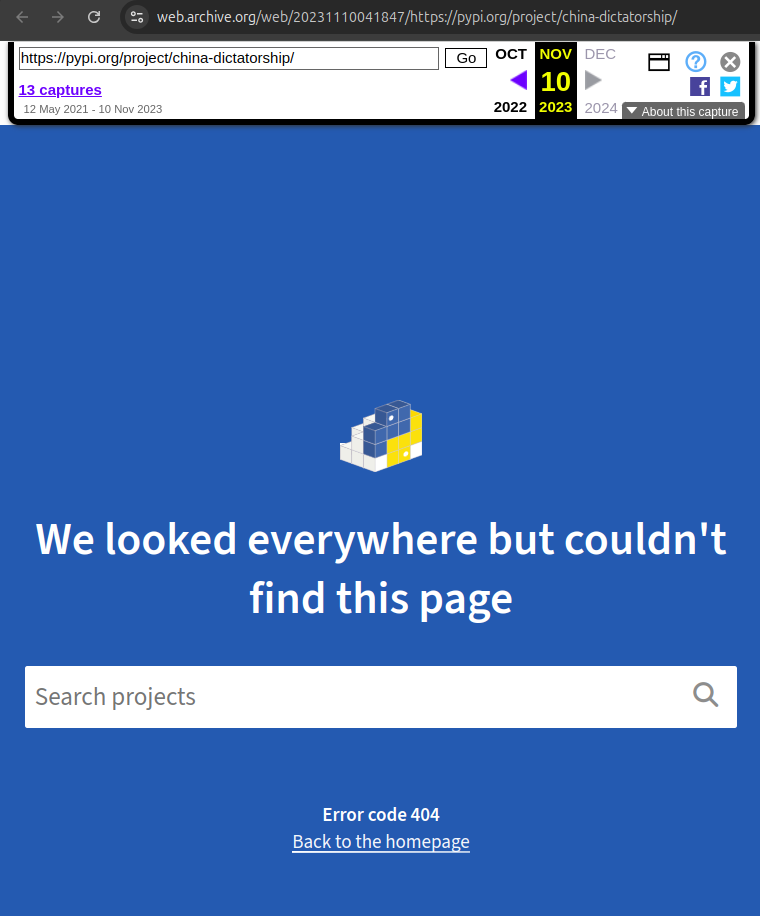 web.archive.org/web/20231110041847/https://pypi.org/project/china-dictatorship/
https://pypi.org/project/china-dictatorship/
Go
OCT
NOV
DEC
13 captures
10
12 May 2021 - 10 Nov 2023
2022
2023
2024
About this capture
We looked everywhere but couldn't
find this page
Search projects
Error code 404
Back to the homepage